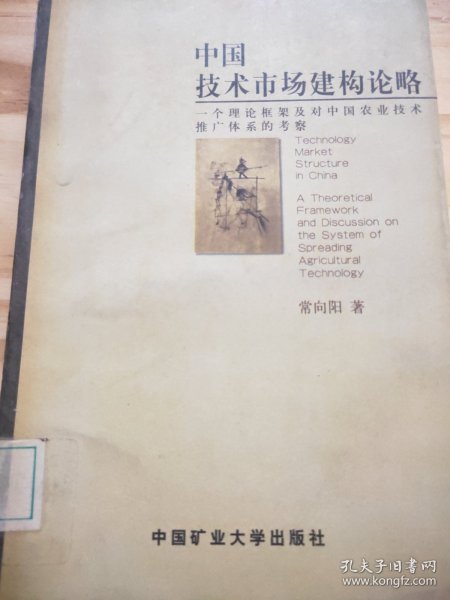 中国
技术市场建构论略
一个理论框架及对中国农业技术
推广体系的考察
Technology
Market
Structure
in China
A Theoretical
Framework
and Discussion on
the System of
Spreading
Agricultural
Technology
常向阳 著
中国矿业大学出版社
孔夫子旧书网
www.kongfz.com